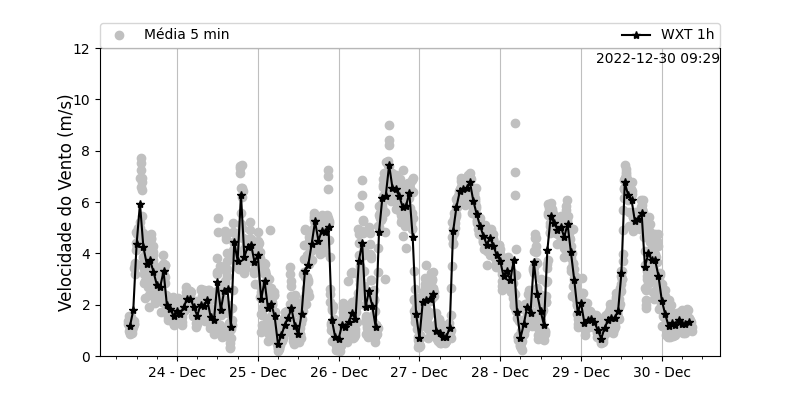 Média 5 min
WXT 1h
2022-12-30 09:29
Velocidade do Vento (m/s)
12
10
8
6
4
2
0
24 - Dec
25 - Dec
26 - Dec
27 - Dec
28 - Dec
29 - Dec
30 - Dec